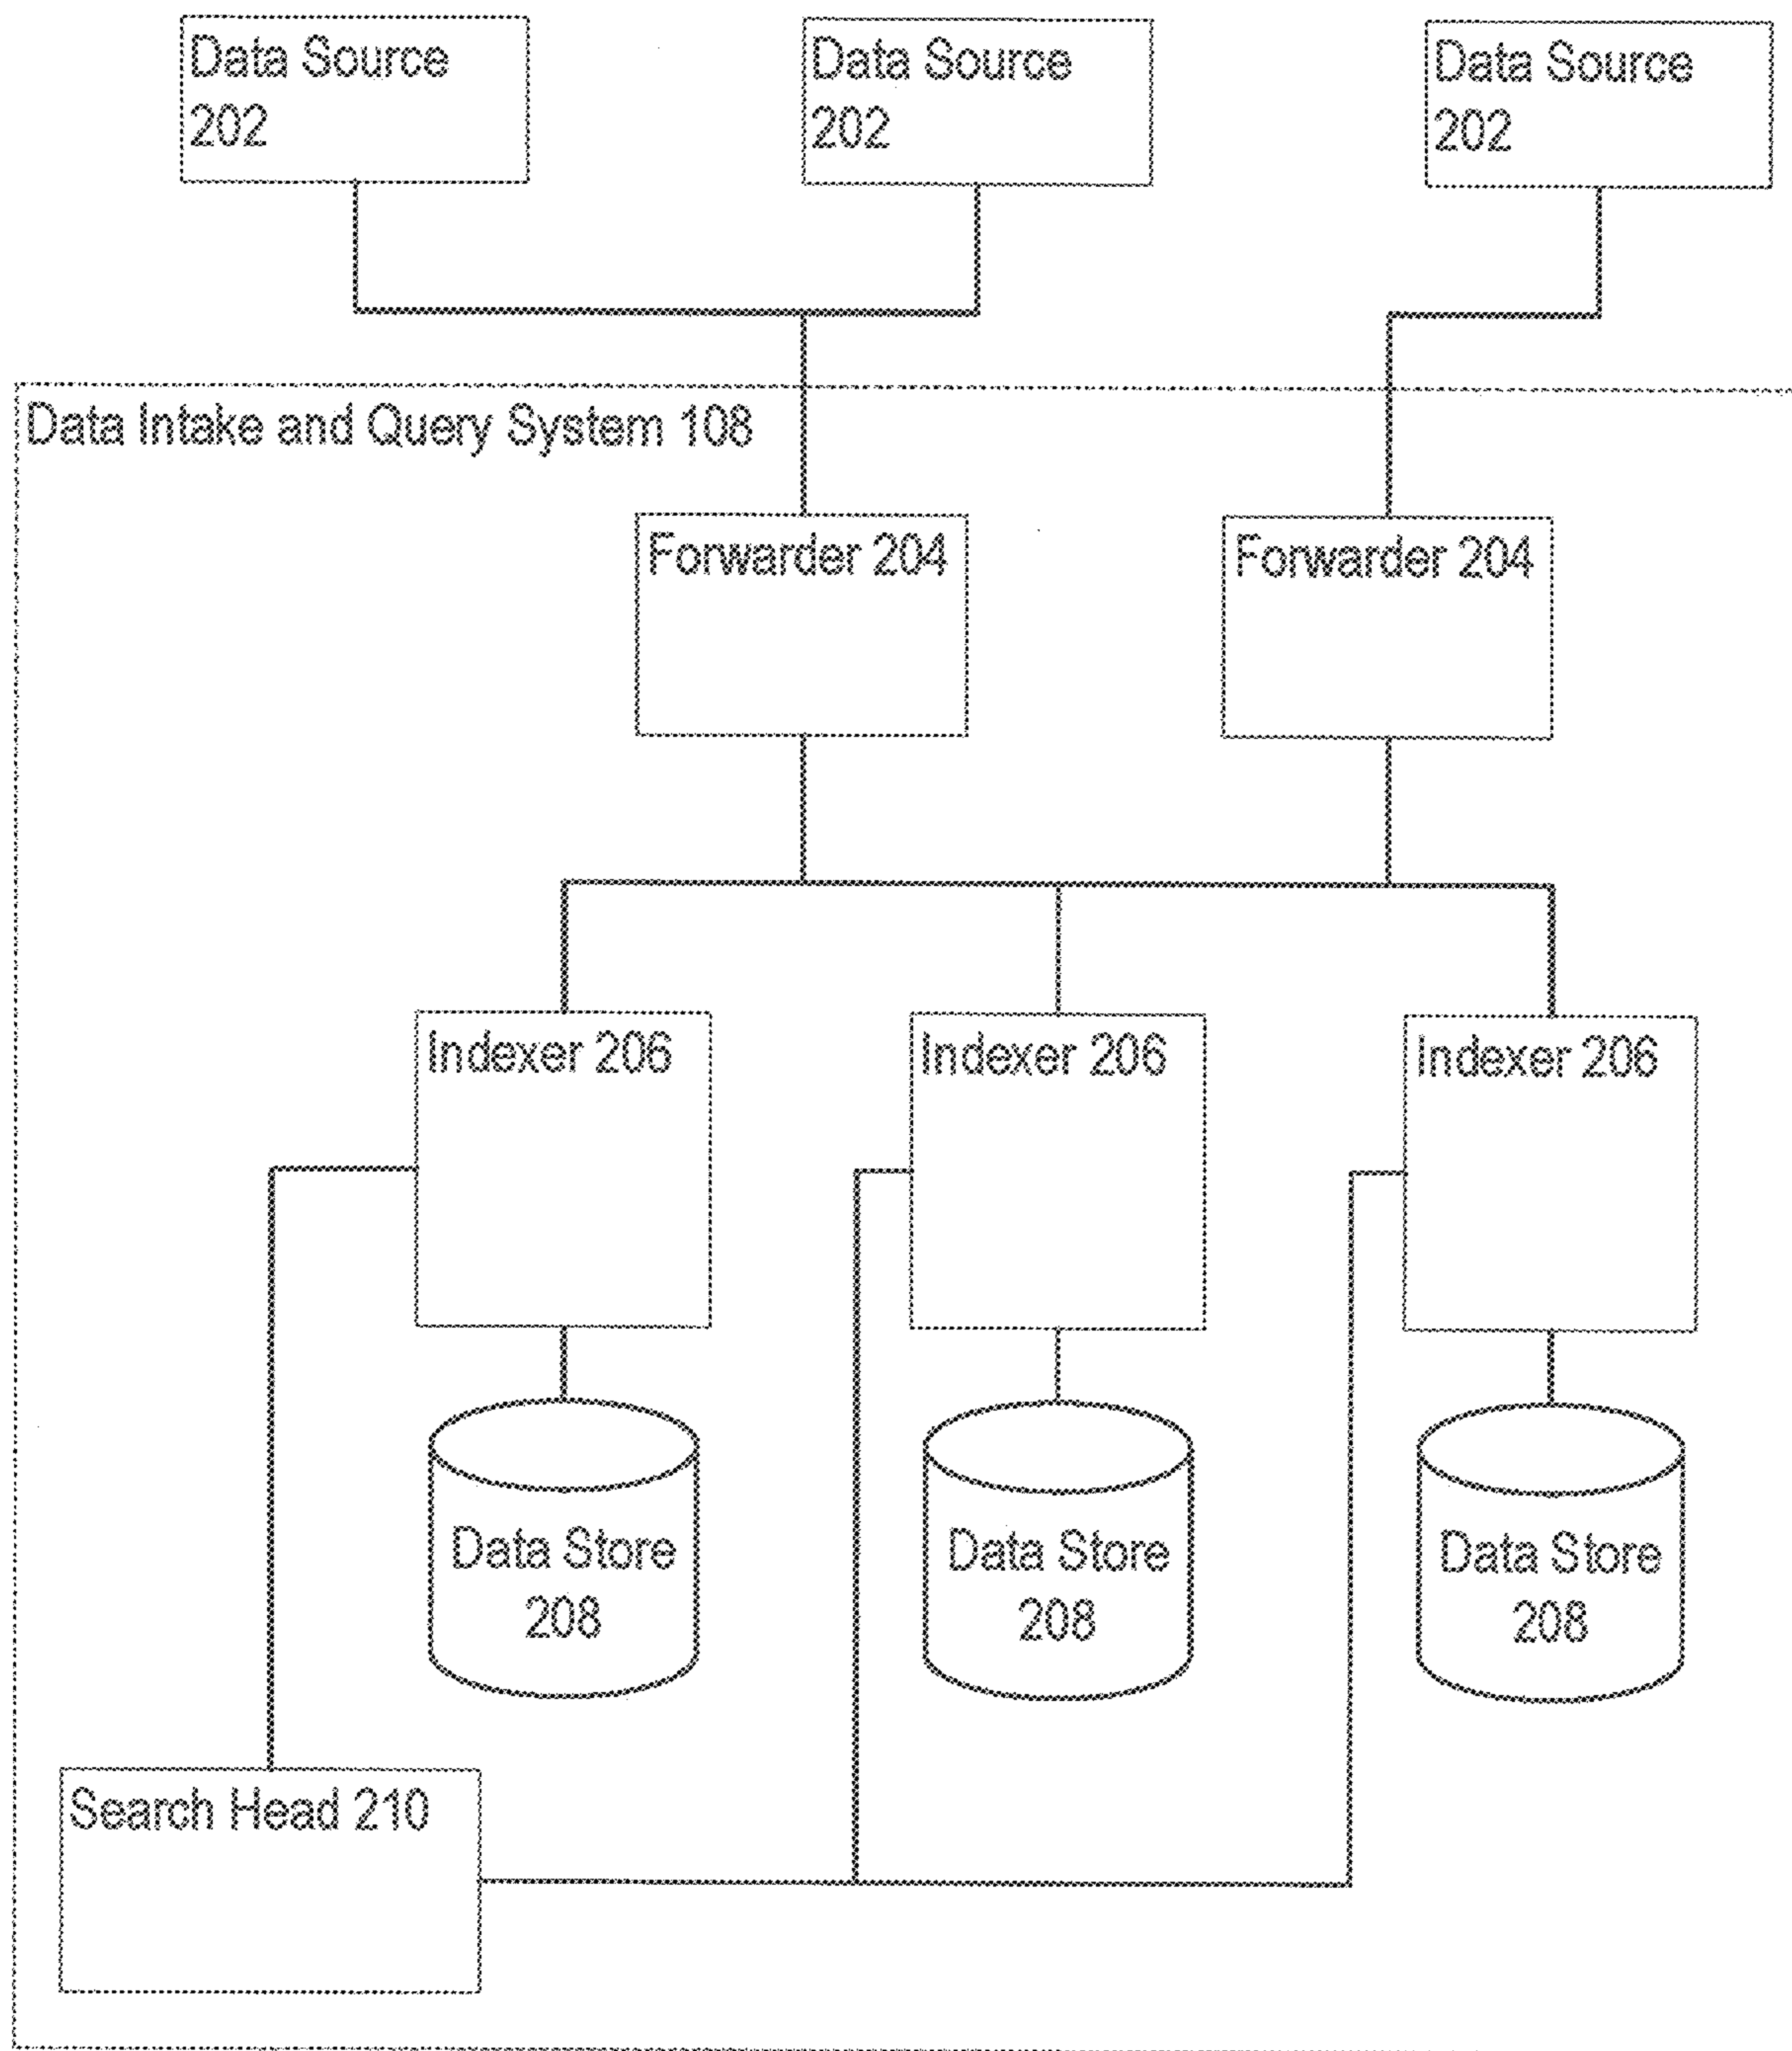 Data Source
202
Data Source
202
Data Source
202
Data Intake and Query System 108
Forwarder 204
Forwarder 204
Indexer 206
Indexer 206
Indexer 206
Data Store
208
Data Store
208
Data Store
208
Search Head 210